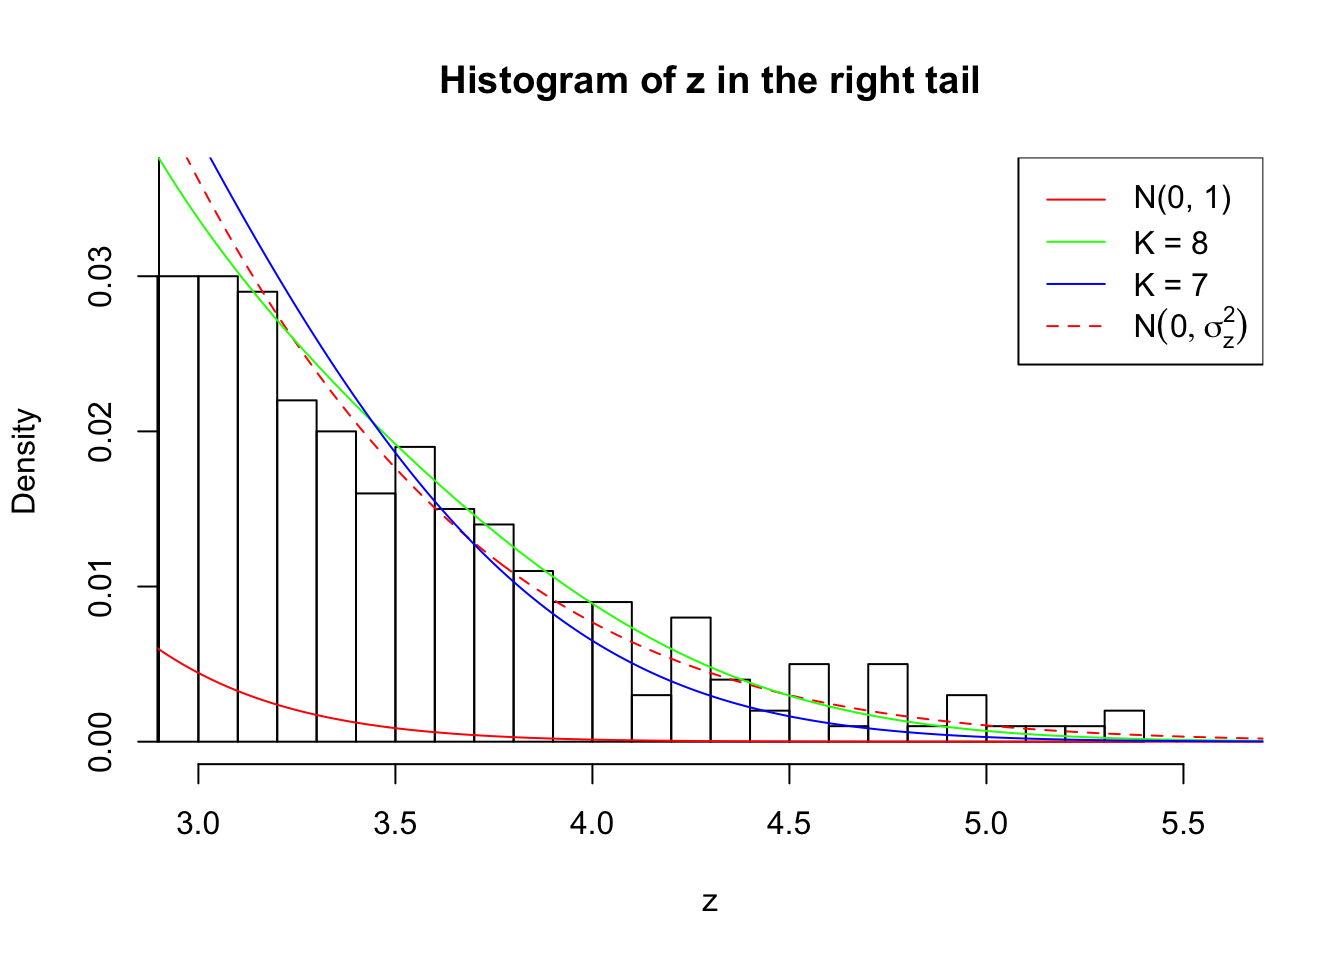 Histogram of z in the right tail
N(0, 1)
K = 8
K = 7
N(0, σ_z^2)
Density
0.03
0.02
0.01
0.00
3.0 3.5 4.0 4.5 5.0 5.5
z